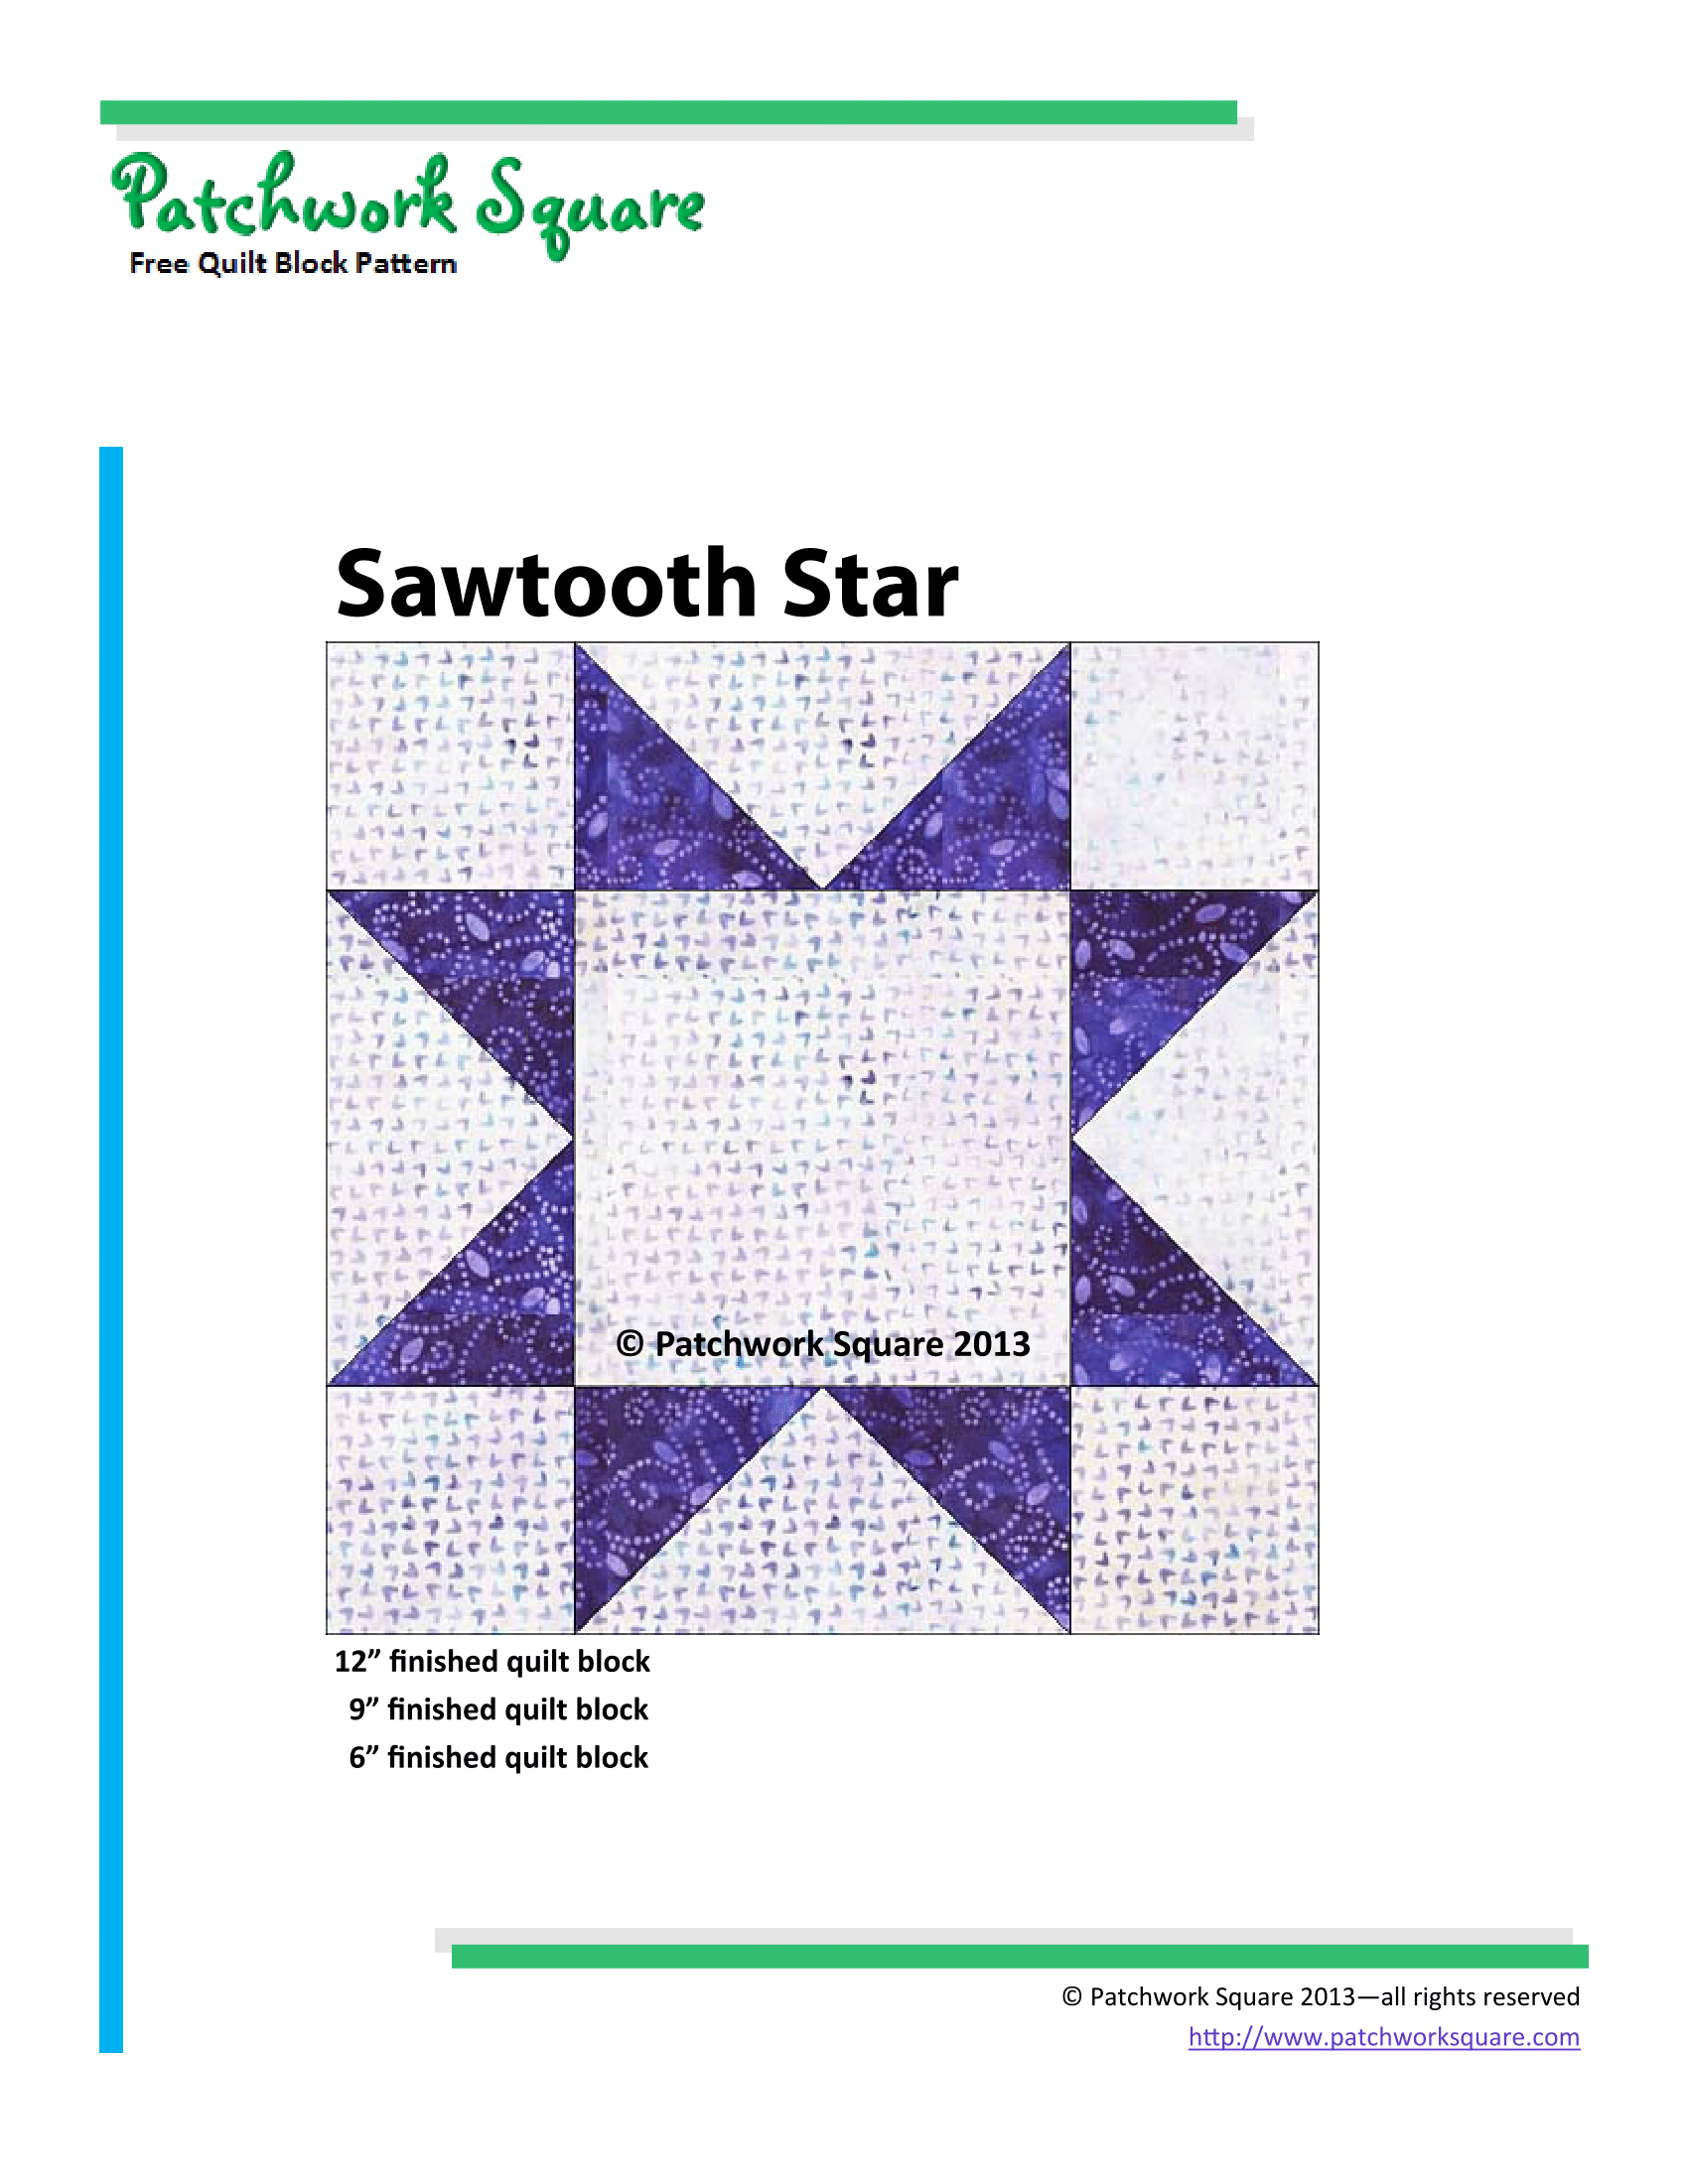 Patchwork Square
Free Quilt Block Pattern
Sawtooth Star
© Patchwork Square 2013
12” finished quilt block
9” finished quilt block
6” finished quilt block
© Patchwork Square 2013—all rights reserved
http://www.patchworksquare.com